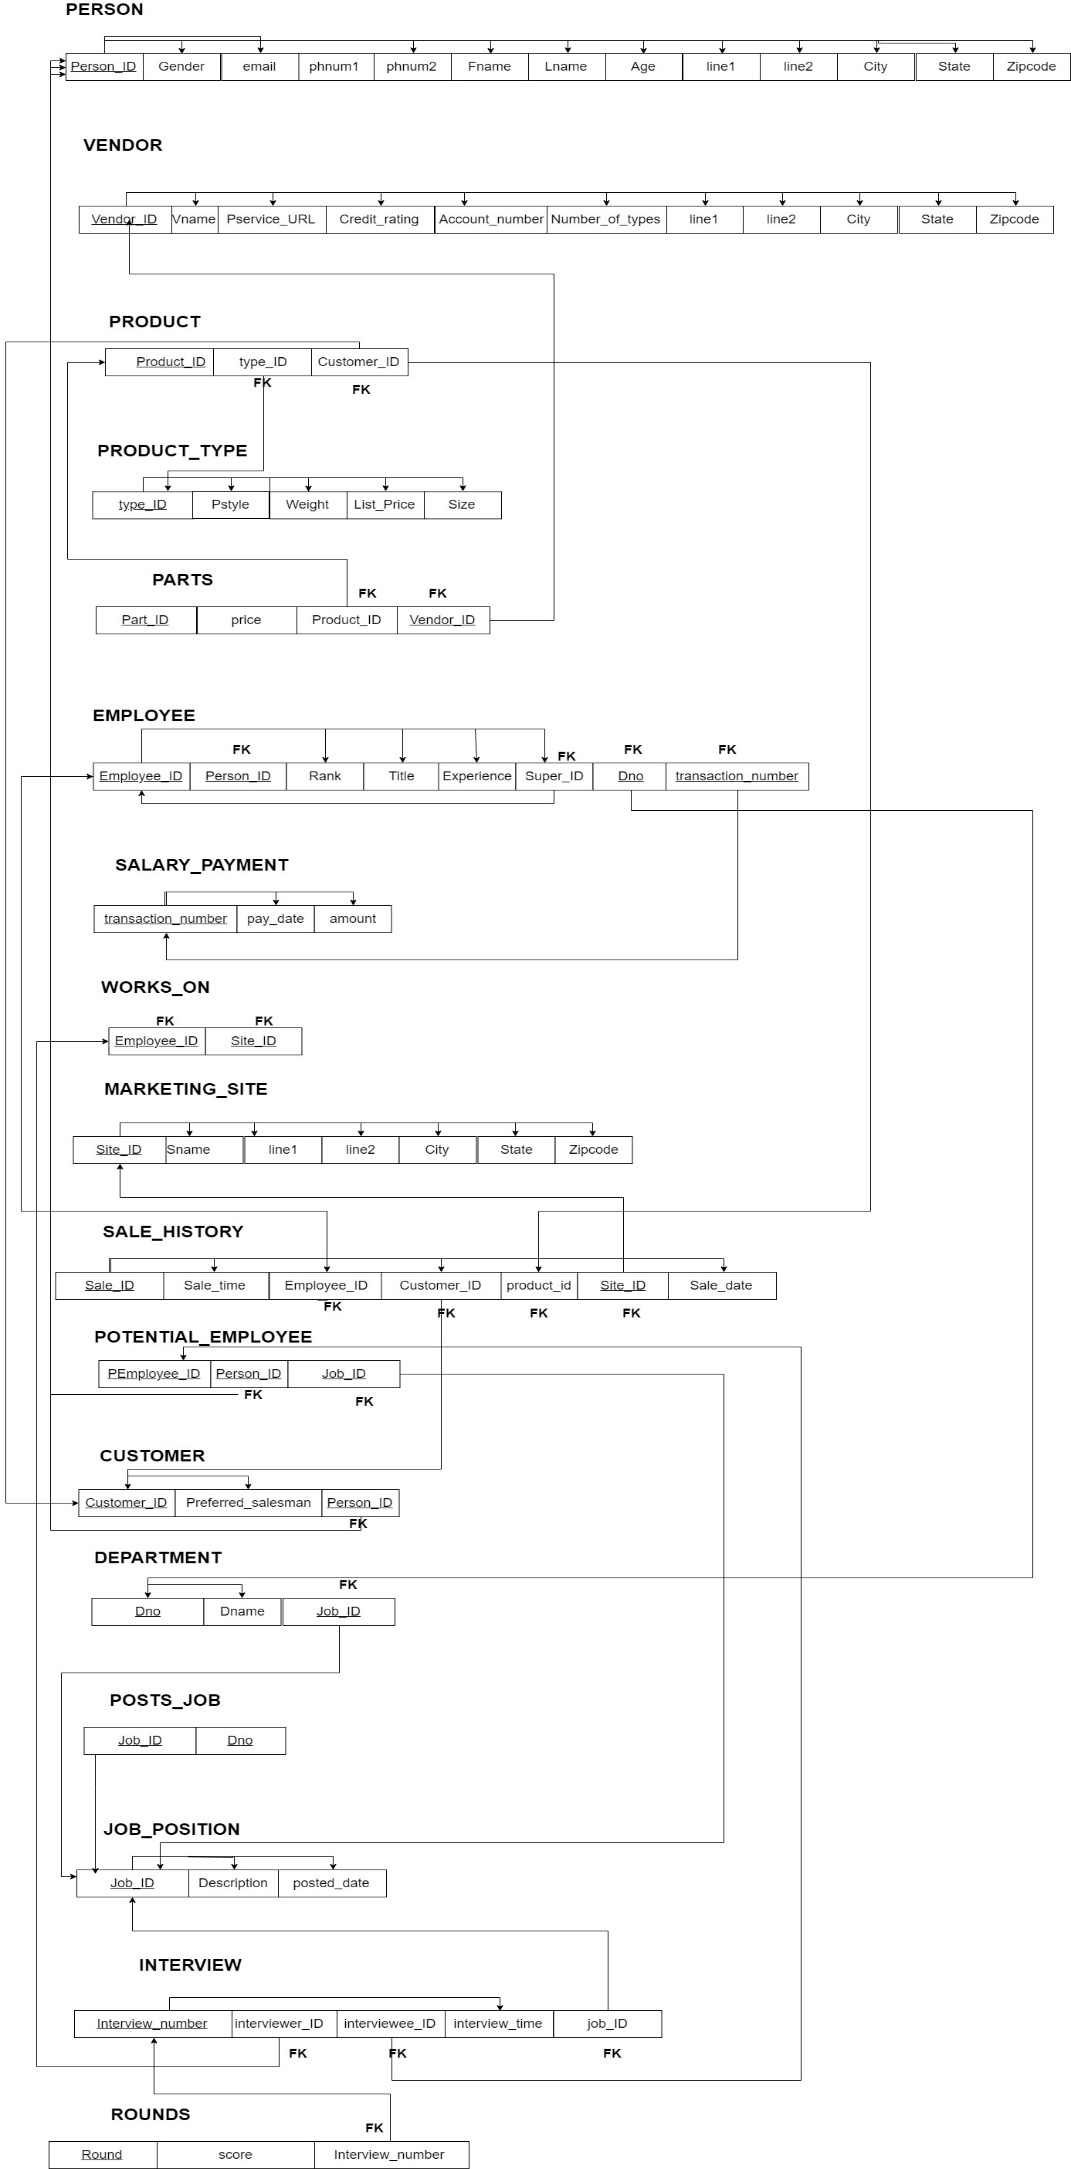 PERSON
Person_ID Gender email phnum1 phnum2 Fname Lname Age line1 line2 City State Zipcode
VENDOR
Vendor_ID Vname Pservice_URL Credit_rating Account_number Number_of_types line1 line2 City State Zipcode
PRODUCT
Product_ID type_ID Customer_ID
FK FK
PRODUCT_TYPE
type_ID Pstyle Weight List_Price Size
PARTS
FK FK
Part_ID price Product_ID Vendor_ID
EMPLOYEE
FK FK FK FK
Employee_ID Person_ID Rank Title Experience Super_ID Dno transaction_number
SALARY_PAYMENT
transaction_number pay_date amount
WORKS_ON
FK FK
Employee_ID Site_ID
MARKETING_SITE
Site_ID Sname line1 line2 City State Zipcode
SALE_HISTORY
Sale_ID Sale_time Employee_ID Customer_ID product_id Site_ID Sale_date
FK FK FK FK
POTENTIAL_EMPLOYEE
PEmployee_ID Person_ID Job_ID
FK FK
CUSTOMER
Customer_ID Preferred_salesman Person_ID
FK
DEPARTMENT
FK
Dno Dname Job_ID
POSTS_JOB
Job_ID Dno
JOB_POSITION
Job_ID Description posted_date
INTERVIEW
Interview_number interviewer_ID interviewee_ID interview_time job_ID
FK FK FK
ROUNDS
FK
Round score Interview_number